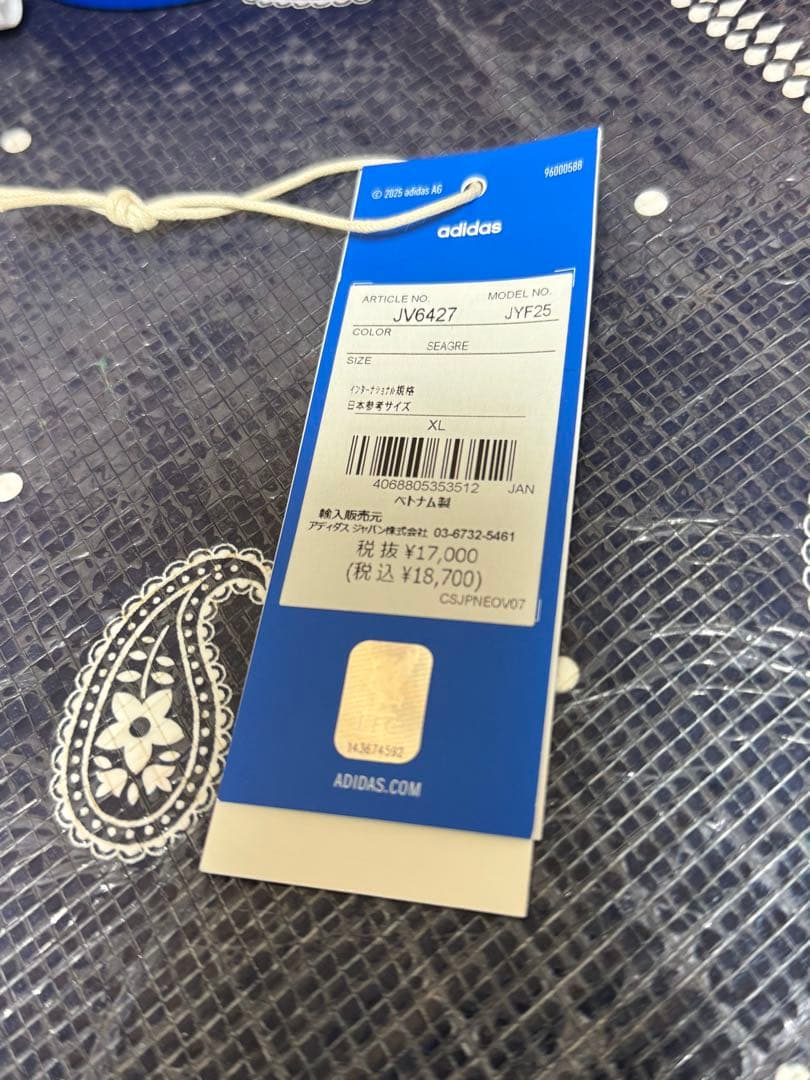 © 2025 adidas AG
96000588
adidas
ARTICLE NO. MODEL NO.
JV6427 JYF25
COLOR
SEAGRE
SIZE
インターナショナル規格
日本参考サイズ
XL
4068805353512 JAN
ベトナム製
輸入販売元
アディダス ジャパン株式会社 03-6732-5461
税抜 ¥17,000
(税込 ¥18,700)
CSJPNEOV07
LFC
143674592
ADIDAS.COM